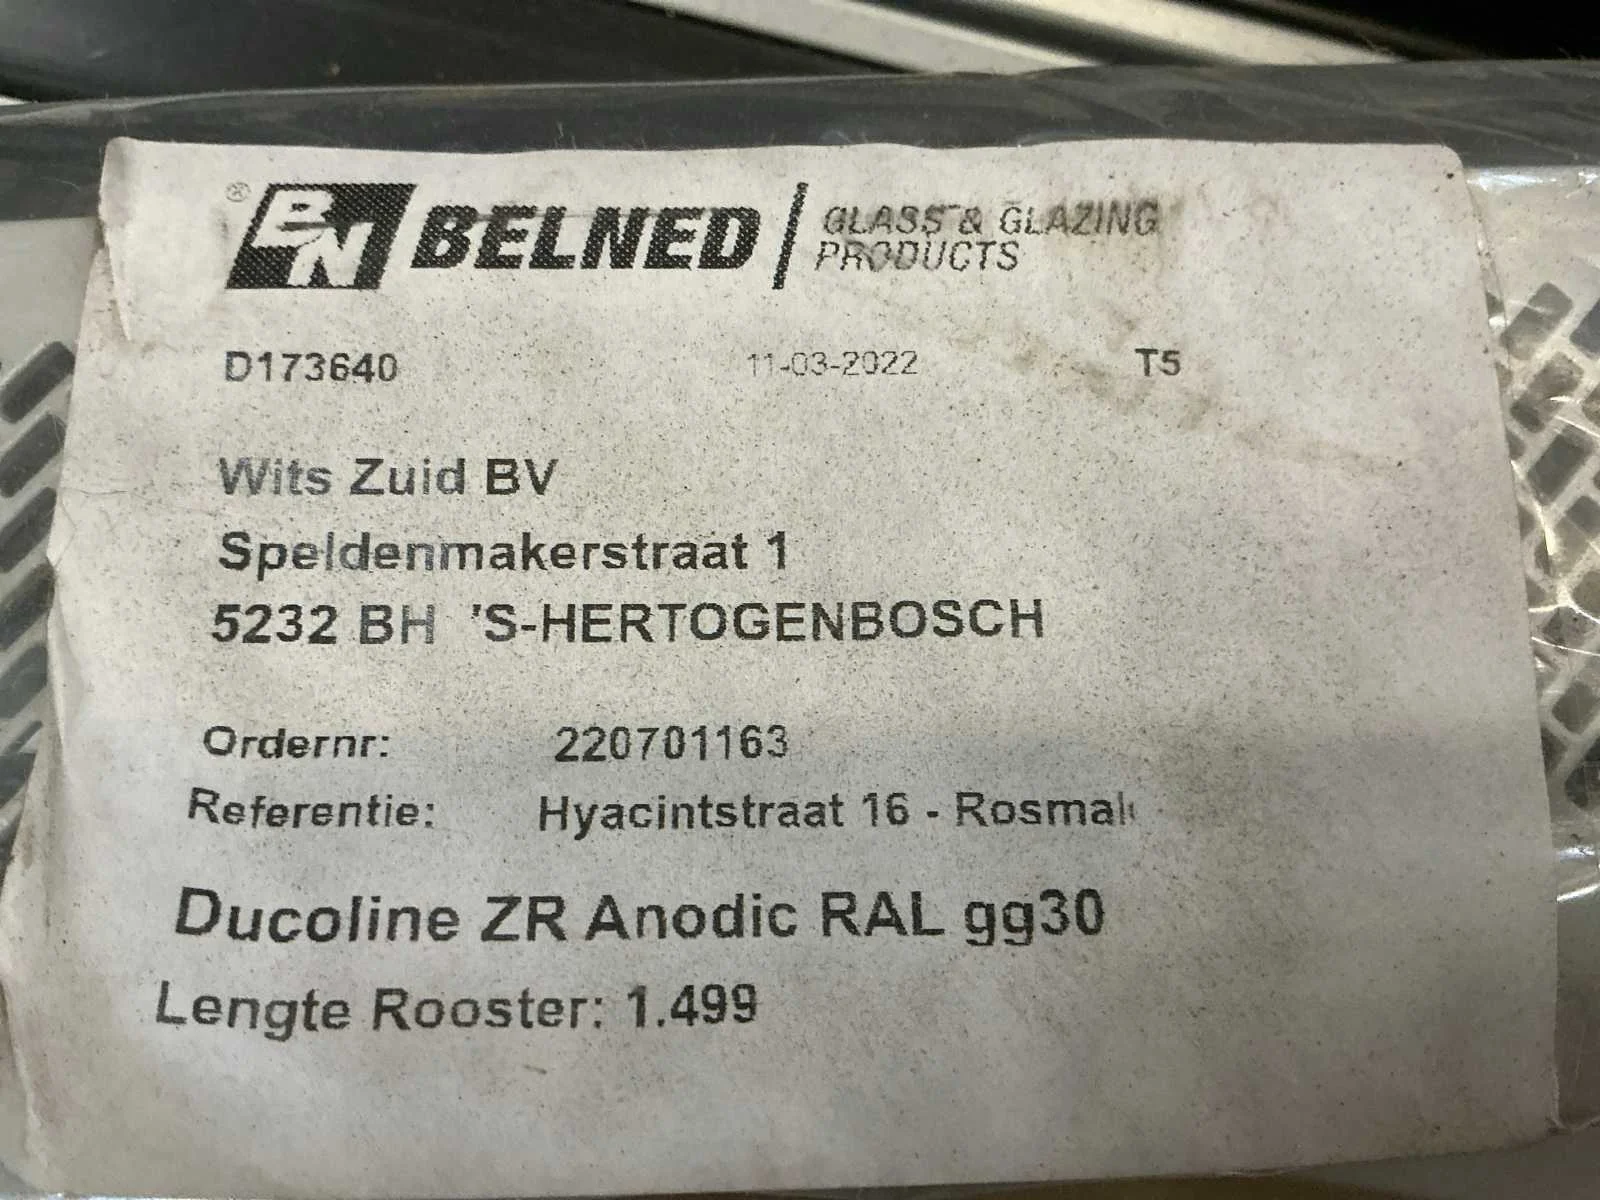 ® BN BELNED GLASS & GLAZING
PRODUCTS
D173640 11-03-2022 T5
Wits Zuid BV
Speldenmakerstraat 1
5232 BH 'S-HERTOGENBOSCH
Ordernr: 220701163
Referentie: Hyacintstraat 16 - Rosmal
Ducoline ZR Anodic RAL gg30
Lengte Rooster: 1.499